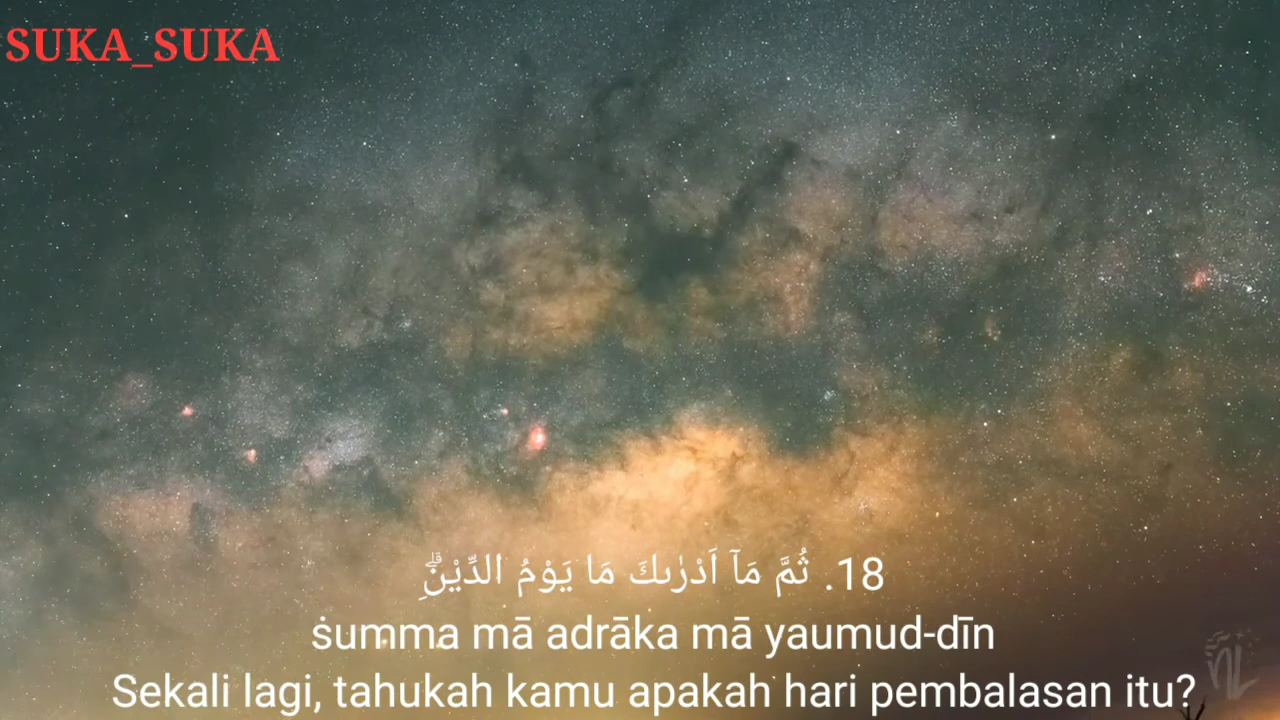 SUKA_SUKA
18. ثُمَّ مَآ اَدْرٰىكَ مَا يَوْمُ الدِّيْنِۗ
ṡumma mā adrāka mā yaumud-dīn
Sekali lagi, tahukah kamu apakah hari pembalasan itu?